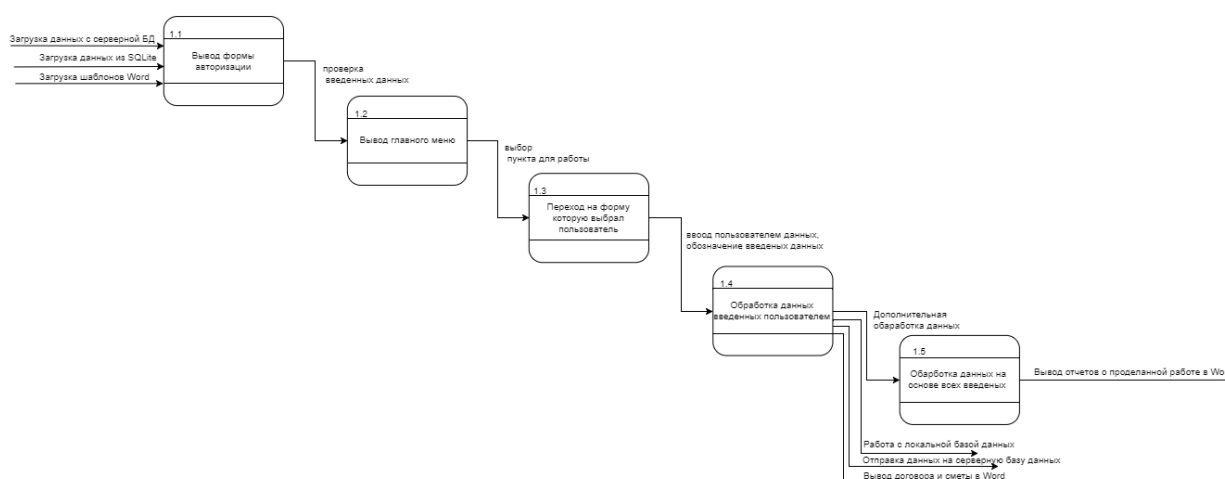 Загрузка данных с серверной БД
Загрузка данных из SQLite
Загрузка шаблонов Word
1.1
Вывод формы
авторизации
проверка
введенных данных
1.2
Вывод главного меню
выбор
пункта для работы
1.3
Переход на форму
которую выбрал
пользователь
ввоод пользователем данных,
обозначение введеных данных
1.4
Обработка данных
введенных пользователем
Дополнительная
обаработка данных
1.5
Обарботка данных на
основе всех введеных
Вывод отчетов о проделанной работе в Wo
Работа с локальной базой данных
Отправка данных на серверную базу данных
Вывод договора и сметы в Word